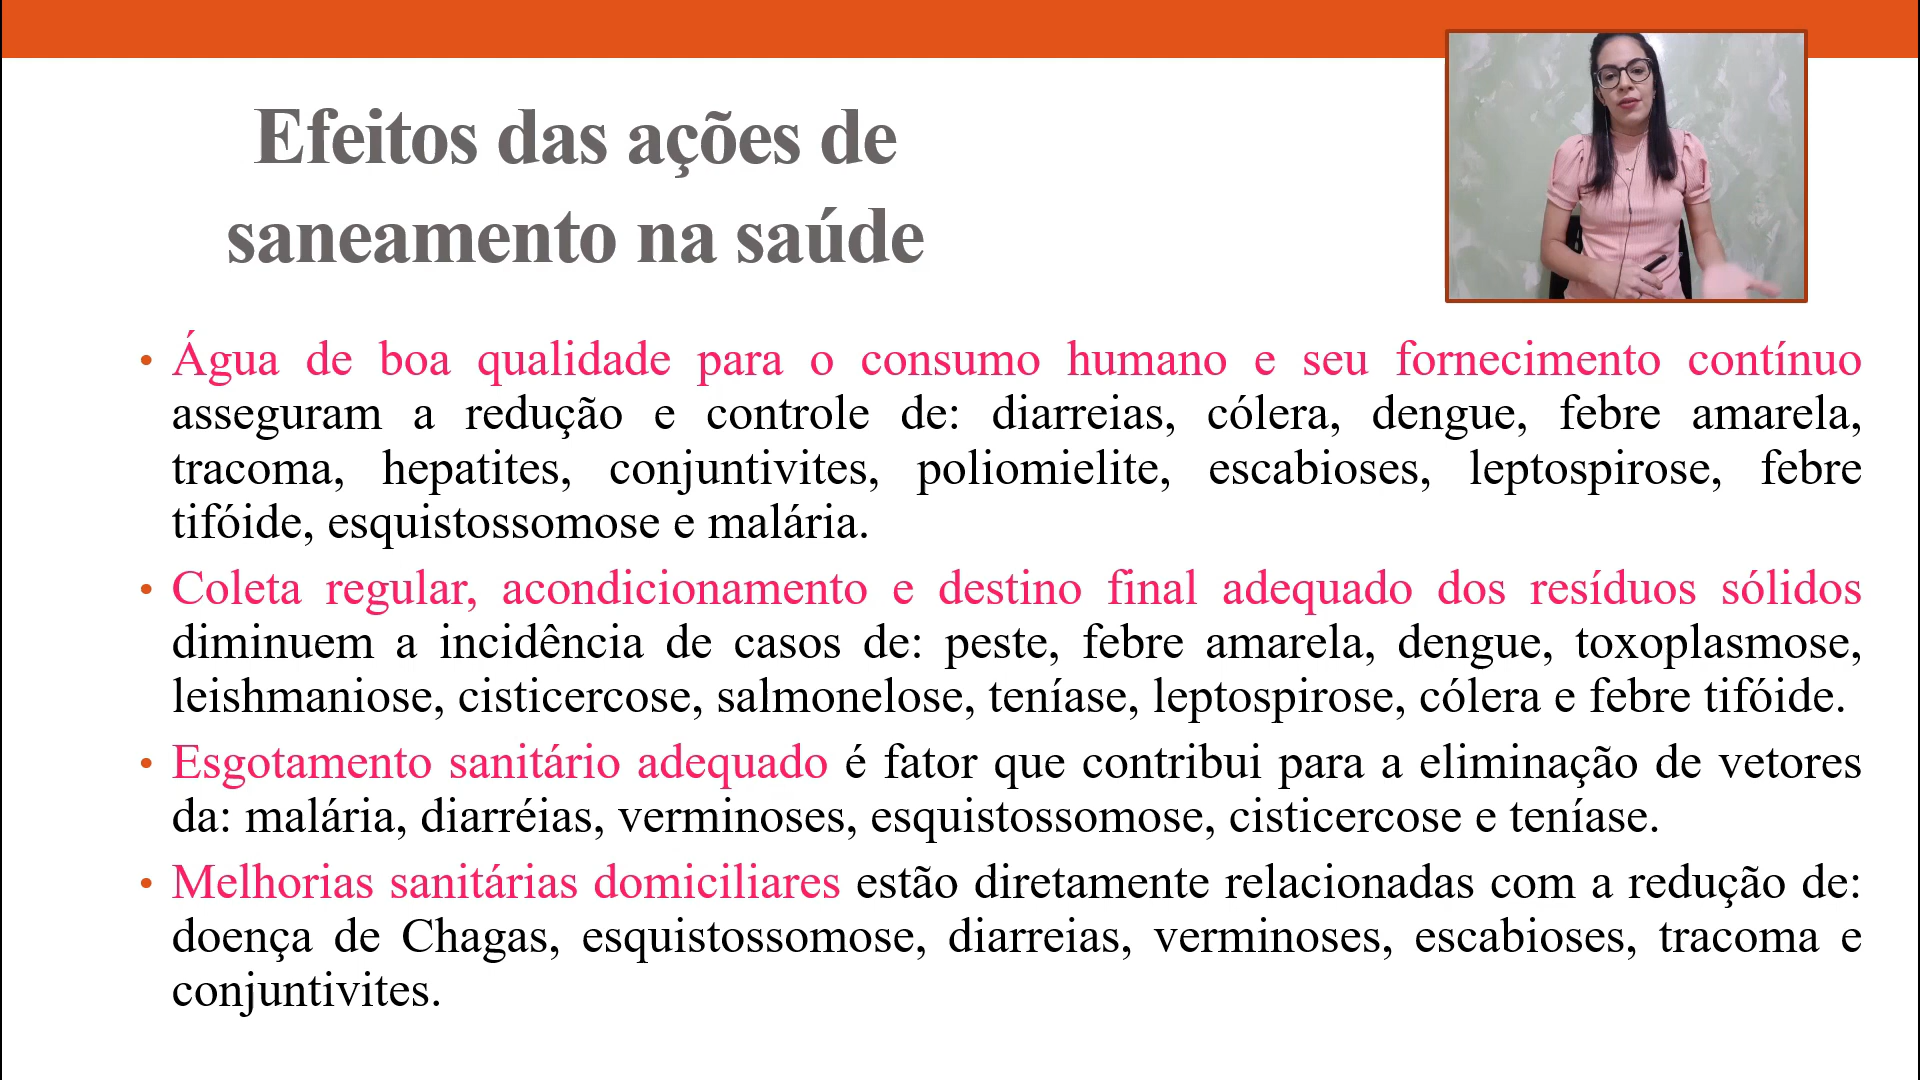 Efeitos das ações de
saneamento na saúde
• Água de boa qualidade para o consumo humano e seu fornecimento contínuo
asseguram a redução e controle de: diarreias, cólera, dengue, febre amarela,
tracoma, hepatites, conjuntivites, poliomielite, escabioses, leptospirose, febre
tifóide, esquistossomose e malária.
• Coleta regular, acondicionamento e destino final adequado dos resíduos sólidos
diminuem a incidência de casos de: peste, febre amarela, dengue, toxoplasmose,
leishmaniose, cisticercose, salmonelose, teníase, leptospirose, cólera e febre tifóide.
• Esgotamento sanitário adequado é fator que contribui para a eliminação de vetores
da: malária, diarréias, verminoses, esquistossomose, cisticercose e teníase.
• Melhorias sanitárias domiciliares estão diretamente relacionadas com a redução de:
doença de Chagas, esquistossomose, diarreias, verminoses, escabioses, tracoma e
conjuntivites.